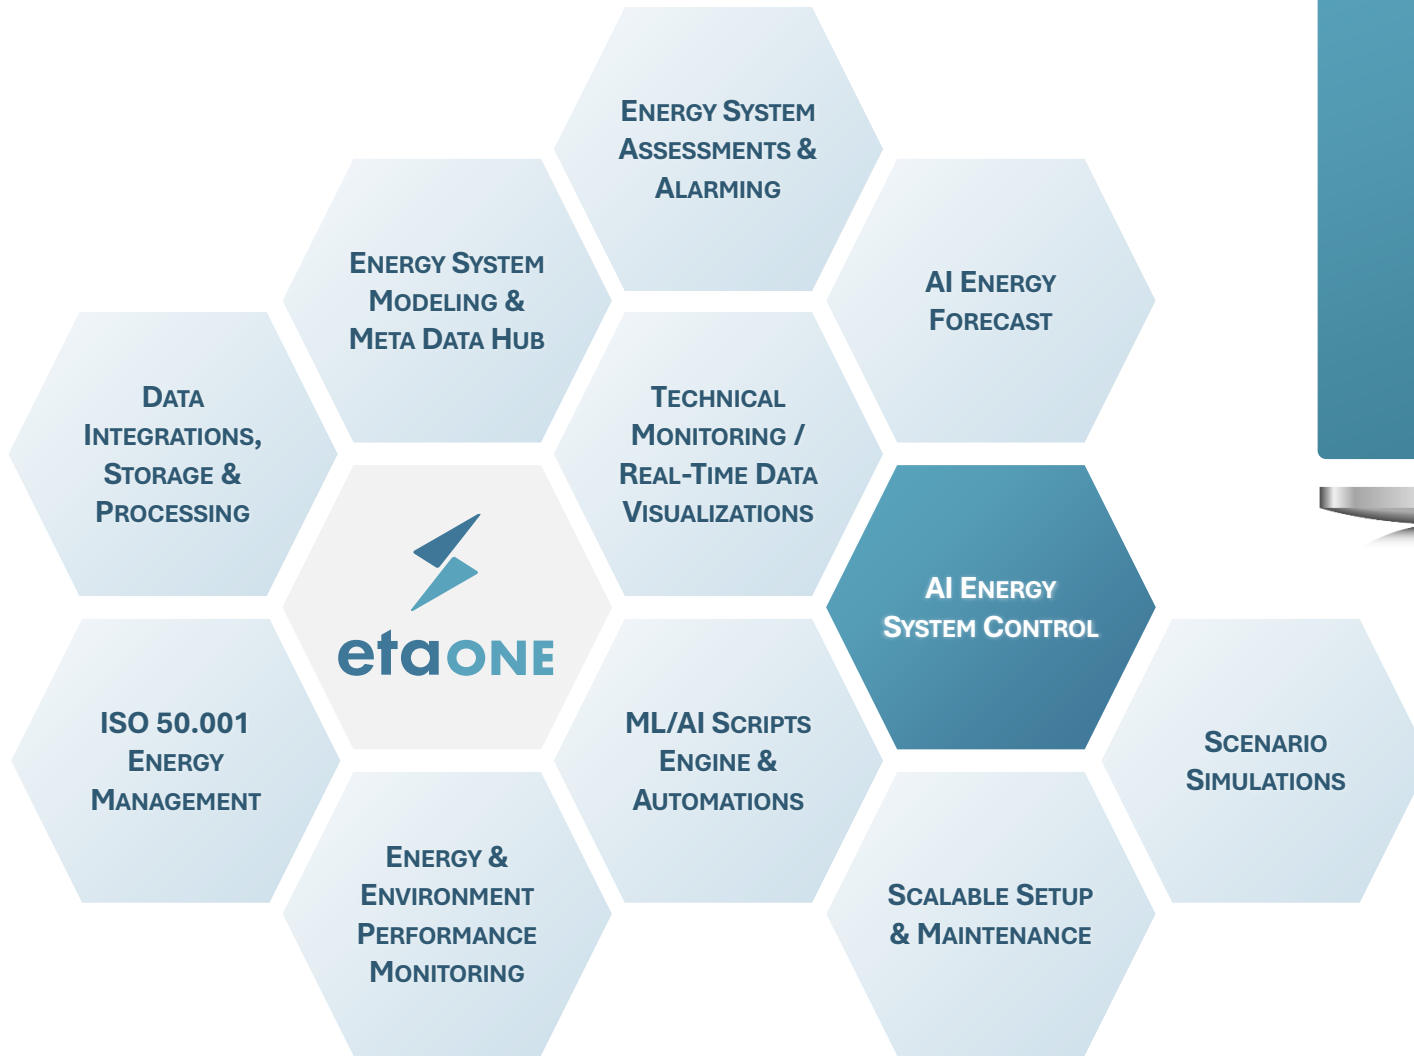 Energy System
Assessments &
Alarming
Energy System
Modeling &
Meta Data Hub
AI Energy
Forecast
Data
Integrations,
Storage &
Processing
Technical
Monitoring /
Real-Time Data
Visualizations
etaONE
AI Energy
System Control
ISO 50.001
Energy
Management
ML/AI Scripts
Engine &
Automations
Scenario
Simulations
Energy &
Environment
Performance
Monitoring
Scalable Setup
& Maintenance